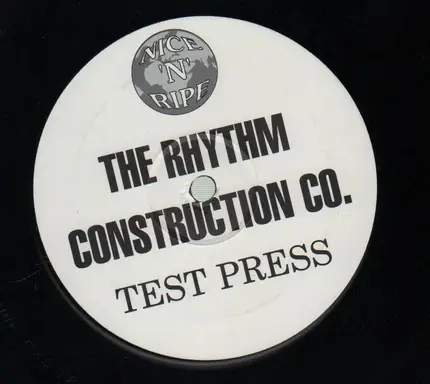 NICE
'N'
RIPE
THE RHYTHM
CONSTRUCTION CO.
TEST PRESS